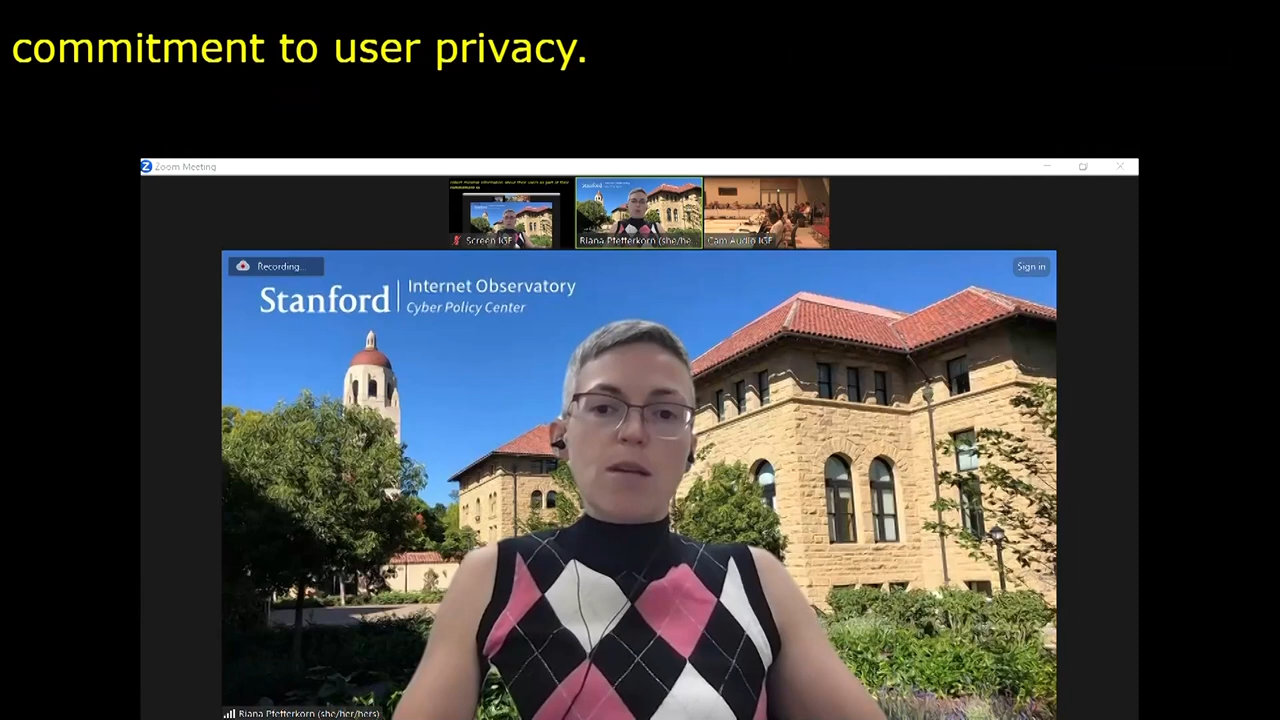 commitment to user privacy.
Zoom Meeting
Screen IGF
Riana Pfefferkorn (she/he...
Cam Audio IGF
Recording...
Sign in
Stanford
Internet Observatory
Cyber Policy Center
Riana Pfefferkorn (she/her/hers)